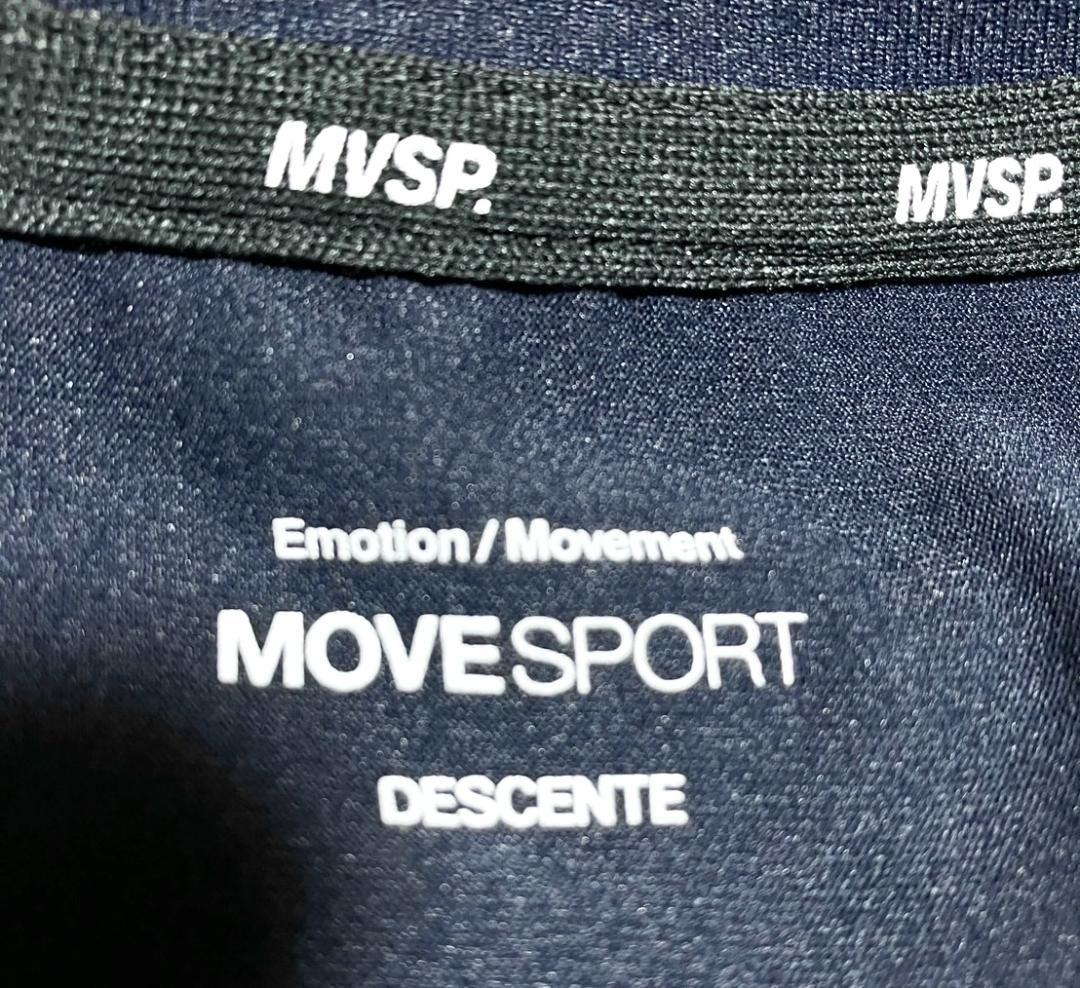 MVSP. MVSP.
Emotion / Movement
MOVESPORT
DESCENTE